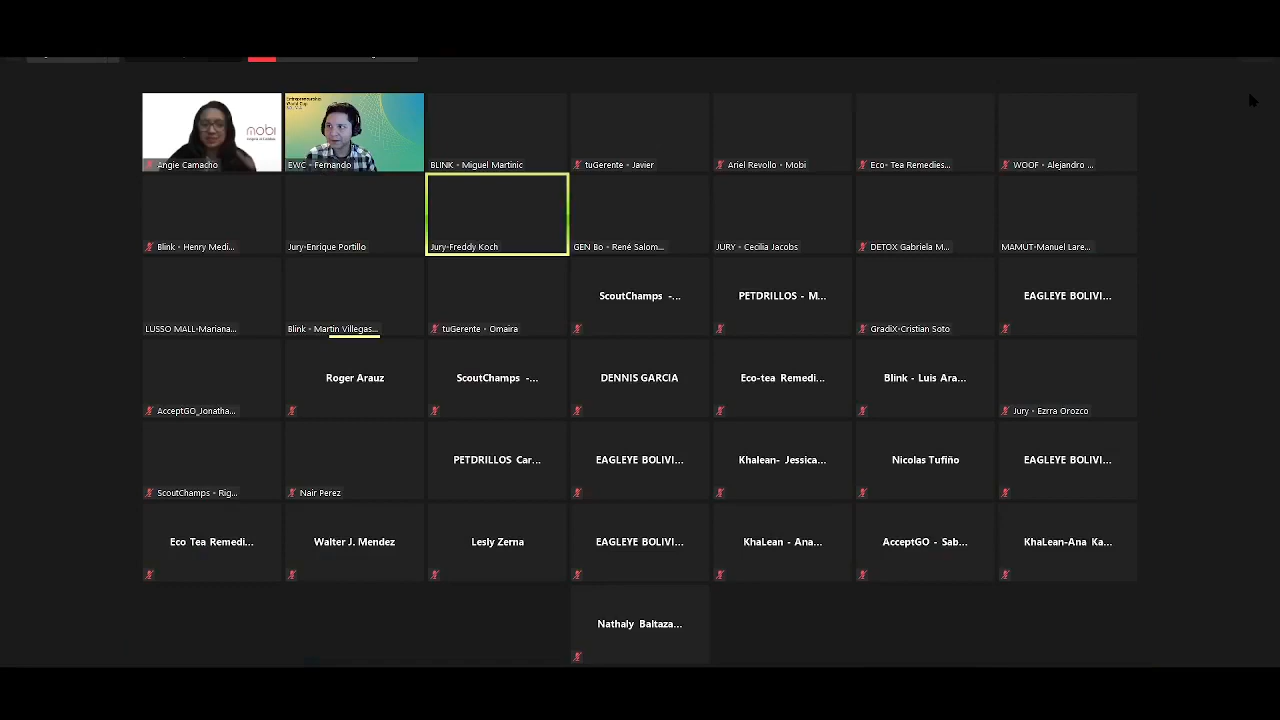 mobi
Angie Camacho
Entrepreneurship
World Cup
EWC - Fernando
BLINK - Miguel Martinic
tuGerente - Javier
Ariel Revollo - Mobi
Eco- Tea Remedies...
WOOF - Alejandro ...
Blink - Henry Medi...
Jury-Enrique Portillo
Jury-Freddy Koch
GEN Bo - René Salom...
JURY - Cecilia Jacobs
DETOX Gabriela M...
MAMUT-Manuel Lare...
LUSSO MALL-Mariana...
Blink - Martin Villegas...
tuGerente - Omaira
ScoutChamps -...
PETDRILLOS - M...
GradiX-Cristian Soto
EAGLEYE BOLIVI...
AcceptGO_Jonatha...
Roger Arauz
ScoutChamps -...
DENNIS GARCIA
Eco-tea Remedi...
Blink - Luis Ara...
Jury - Ezrra Orozco
ScoutChamps - Rig...
Nair Perez
PETDRILLOS Car...
EAGLEYE BOLIVI...
Khalean- Jessica...
Nicolas Tufiño
EAGLEYE BOLIVI...
Eco Tea Remedi...
Walter J. Mendez
Lesly Zerna
EAGLEYE BOLIVI...
KhaLean - Ana...
AcceptGO - Sab...
KhaLean-Ana Ka...
Nathaly Baltaza...